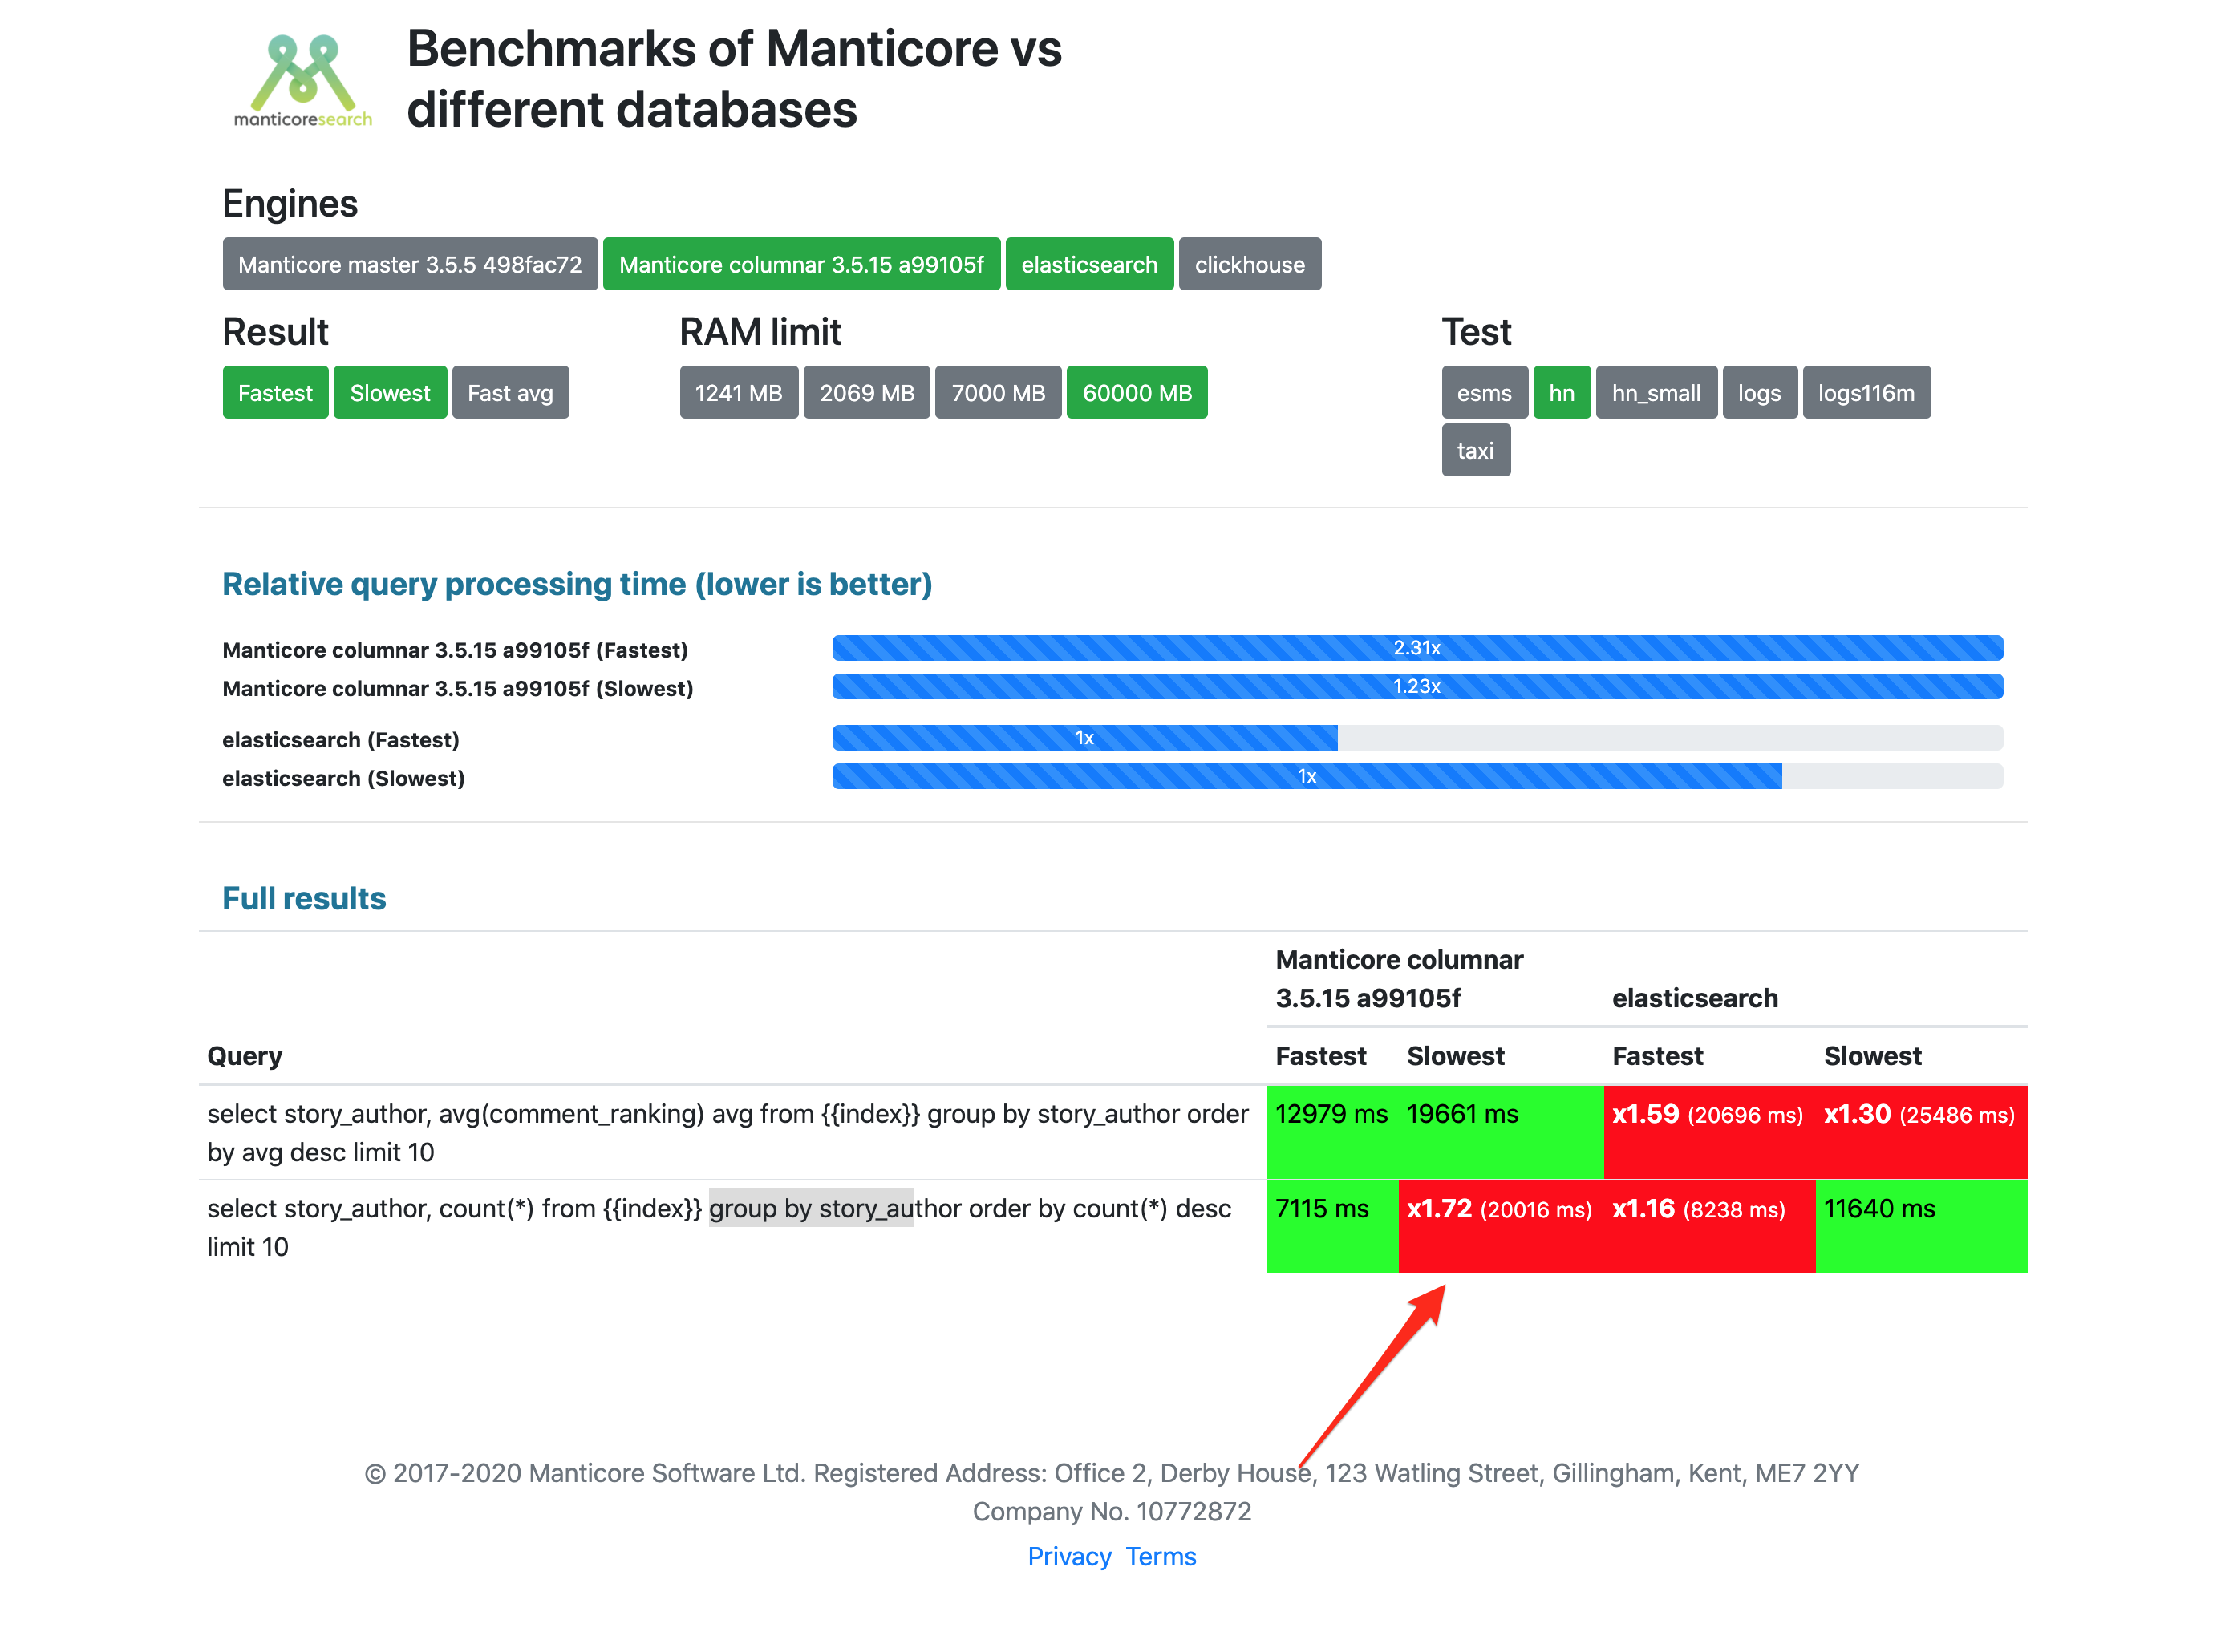 manticoresearch
Benchmarks of Manticore vs
different databases
Engines
Manticore master 3.5.5 498fac72 Manticore columnar 3.5.15 a99105f elasticsearch clickhouse
Result RAM limit Test
Fastest Slowest Fast avg 1241 MB 2069 MB 7000 MB 60000 MB esms hn hn_small logs logs116m
taxi
Relative query processing time (lower is better)
Manticore columnar 3.5.15 a99105f (Fastest) 2.31x
Manticore columnar 3.5.15 a99105f (Slowest) 1.23x
elasticsearch (Fastest) 1x
elasticsearch (Slowest) 1x
Full results
Manticore columnar
3.5.15 a99105f elasticsearch
Query Fastest Slowest Fastest Slowest
select story_author, avg(comment_ranking) avg from {{index}} group by story_author order 12979 ms 19661 ms x1.59 (20696 ms) x1.30 (25486 ms)
by avg desc limit 10
select story_author, count(*) from {{index}} group by story_author order by count(*) desc 7115 ms x1.72 (20016 ms) x1.16 (8238 ms) 11640 ms
limit 10
© 2017-2020 Manticore Software Ltd. Registered Address: Office 2, Derby House, 123 Watling Street, Gillingham, Kent, ME7 2YY
Company No. 10772872
Privacy Terms